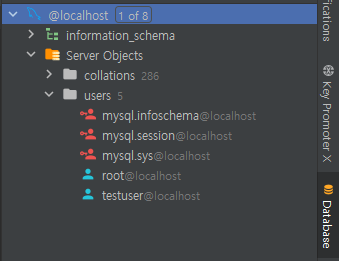 @localhost 1 of 8
information_schema
Server Objects
collations 286
users 5
mysql.infoschema@localhost
mysql.session@localhost
mysql.sys@localhost
root@localhost
testuser@localhost
ifications
Key Promoter X
Database